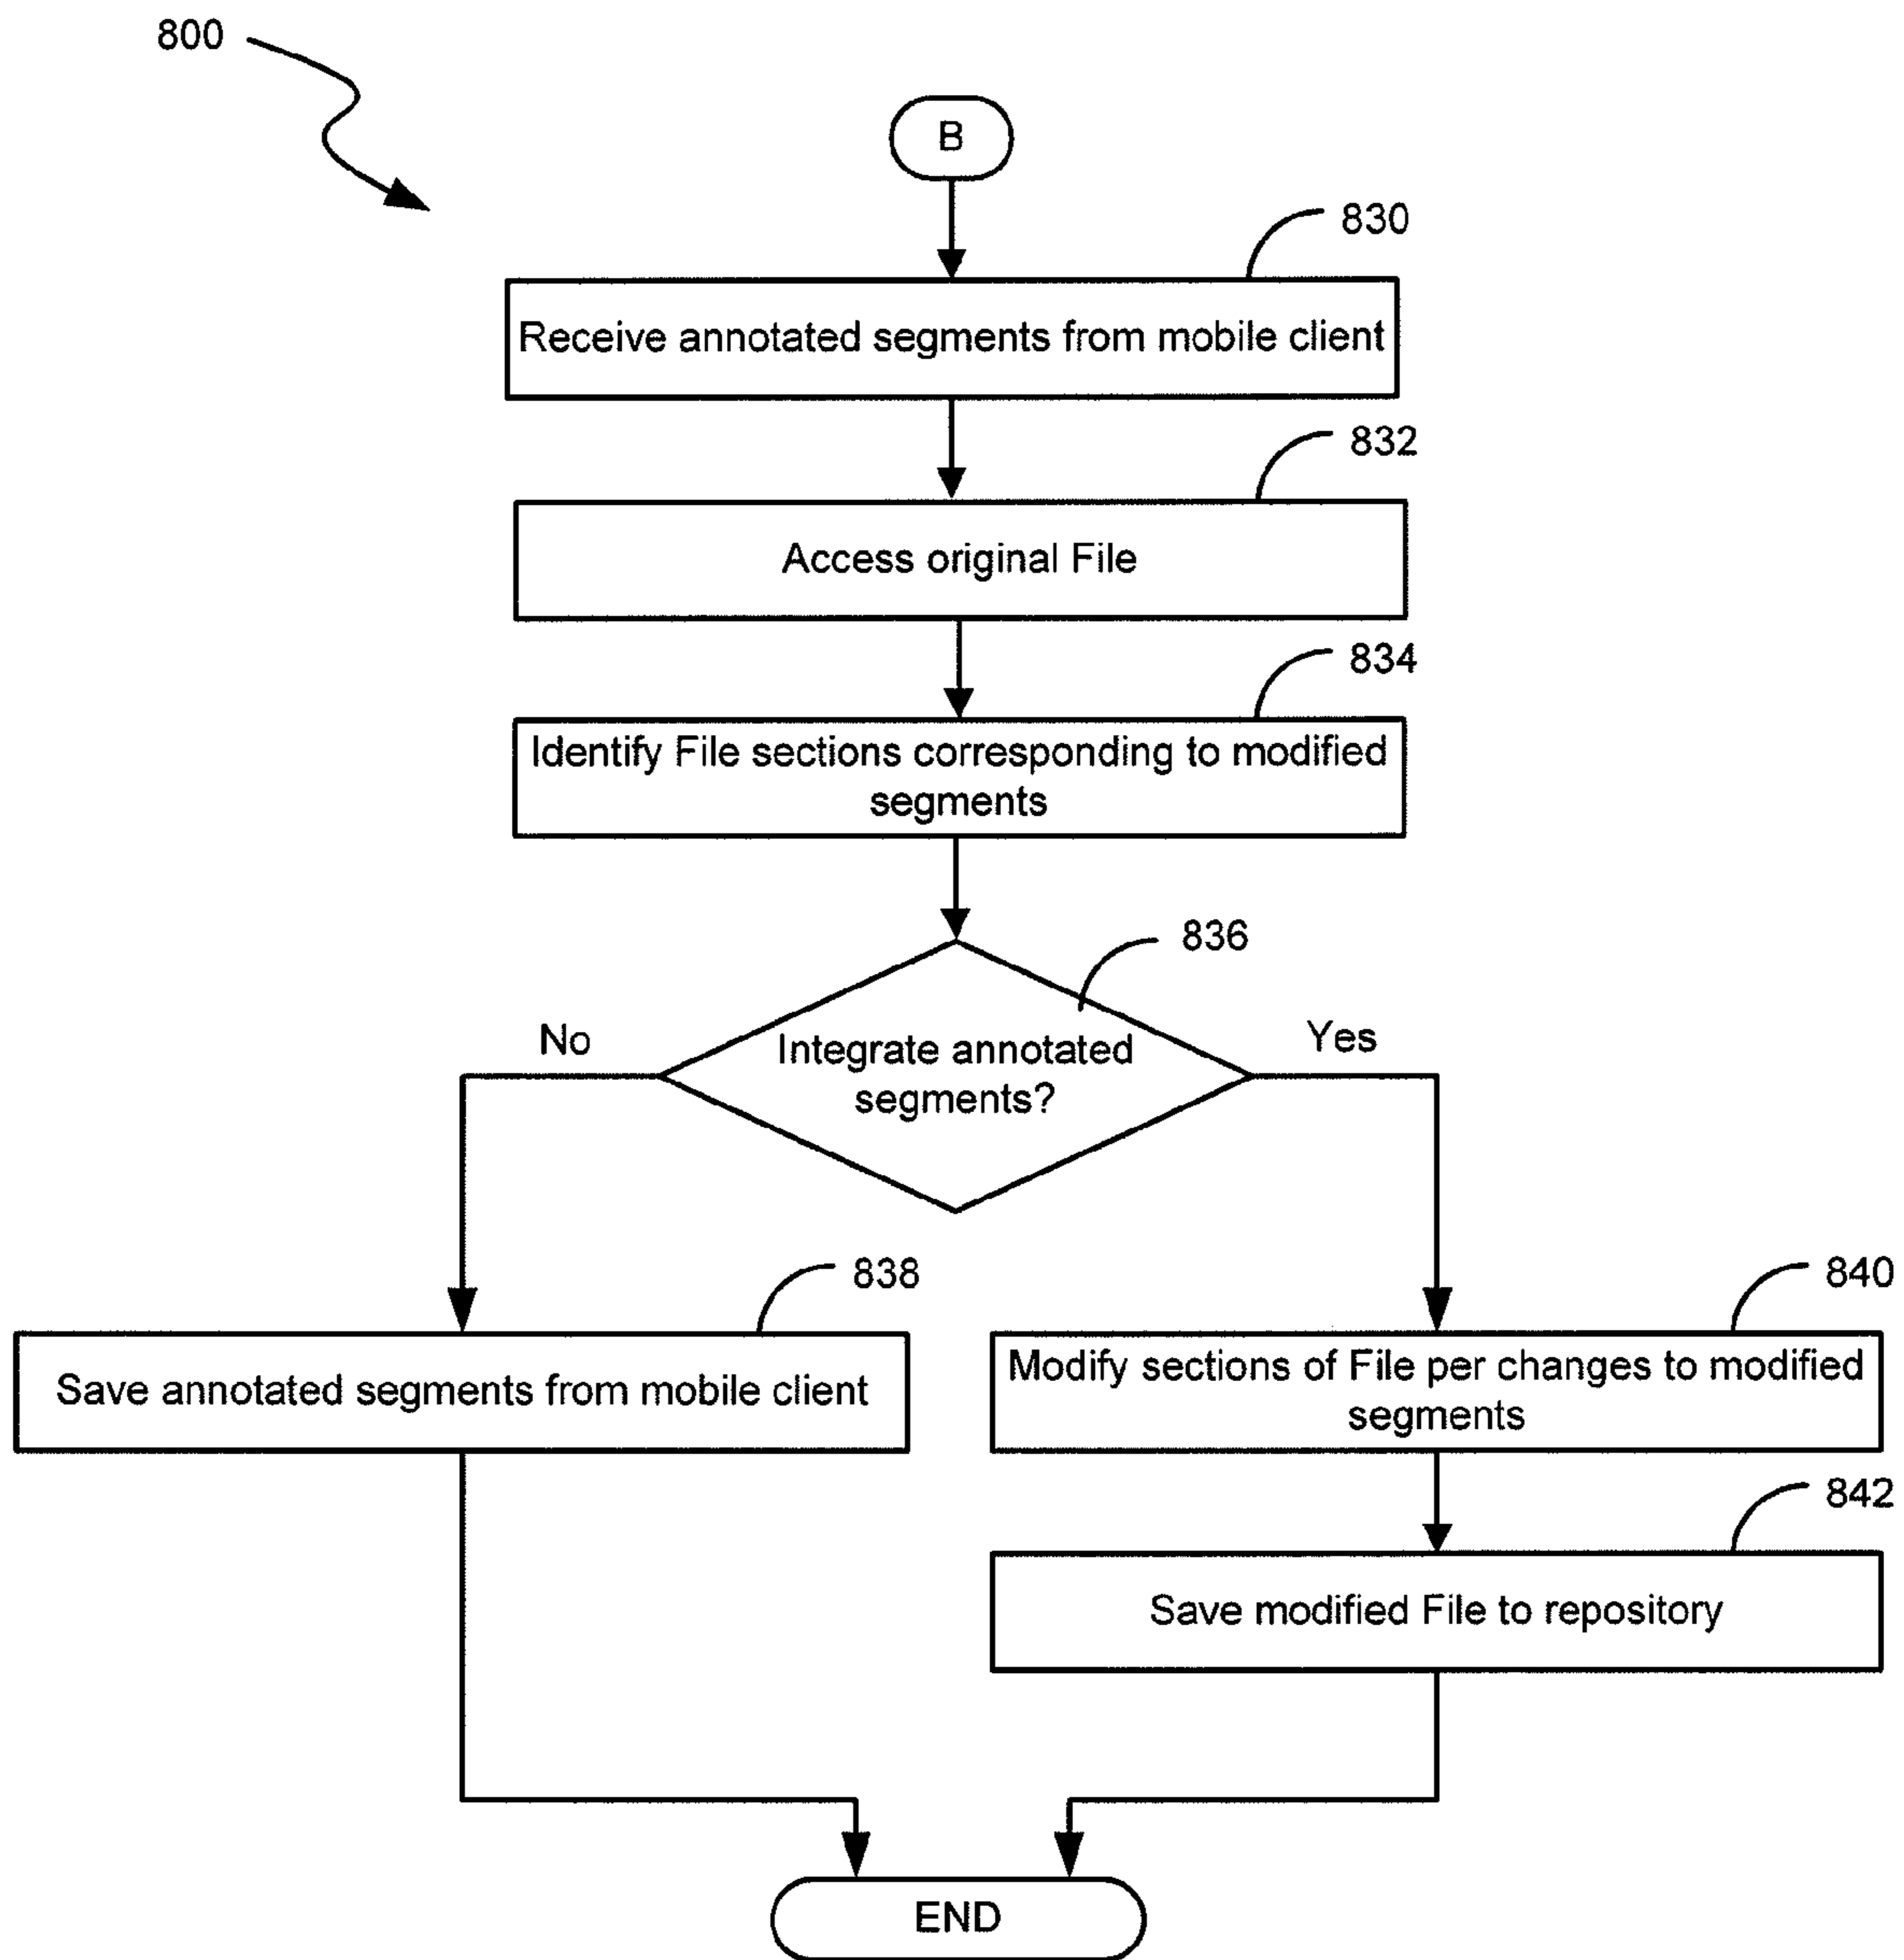 800
B
830
Receive annotated segments from mobile client
832
Access original File
834
Identify File sections corresponding to modified
segments
836
No
Integrate annotated
segments?
Yes
838
Save annotated segments from mobile client
840
Modify sections of File per changes to modified
segments
842
Save modified File to repository
END